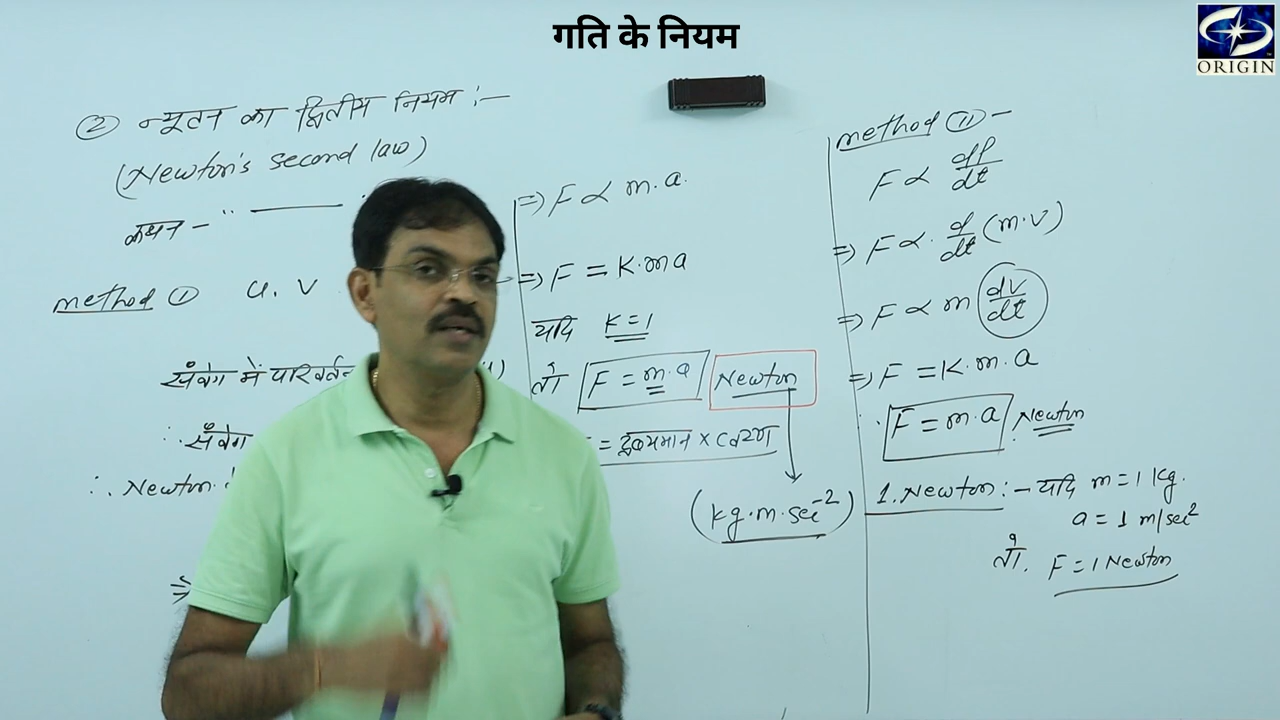 गति के नियम
ORIGIN
② न्यूटन का द्वितीय नियम :—
(Newton's second law)
कथन – "———
method ① u. v
संवेग में परिवर्तन
∴ संवेग
∴ Newton
⇒
⇒ F ∝ m.a.
⇒ F = K.ma
यदि K=1
तो F = m.a Newton
= द्रव्यमान × त्वरण
(kg.m.sec⁻²)
method ② –
F ∝ dP/dt
⇒ F ∝ d/dt (m.v)
⇒ F ∝ m dv/dt
⇒ F = K.m.a
∴ F = m.a Newton
1. Newton :– यदि m = 1 kg.
a = 1 m/sec²
तो. F = 1 Newton